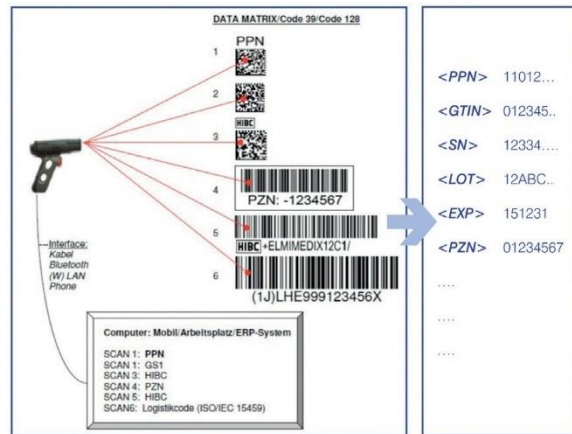 DATA MATRIX/Code 39/Code 128
PPN
1
2
HIBC
3
4
PZN: -1234567
5
HIBC +ELMIMEDIX12C1/
6
(1J)LHE999123456X
Interface:
Kabel
Bluetooth
(W) LAN
Phone
Computer: Mobil/Arbeitsplatz/ERP-System
SCAN 1: PPN
SCAN 1: GS1
SCAN 3: HIBC
SCAN 4: PZN
SCAN 5: HIBC
SCAN6: Logistikcode (ISO/IEC 15459)
<PPN> 11012...
<GTIN> 012345..
<SN> 12334....
<LOT> 12ABC..
<EXP> 151231
<PZN> 01234567
....
....
....